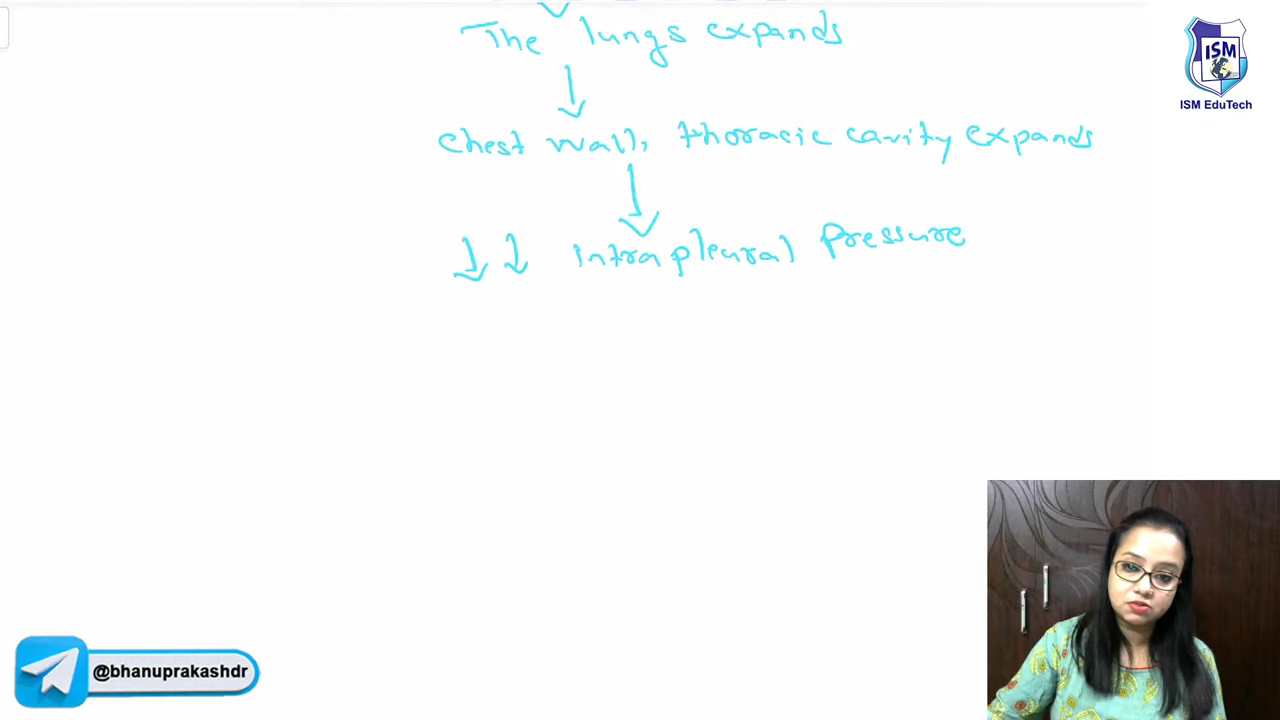 The lungs expands
↓
chest wall, thoracic cavity expands
↓
↓ ↓ intrapleural Pressure
ISM
ISM EduTech
@bhanuprakashdr